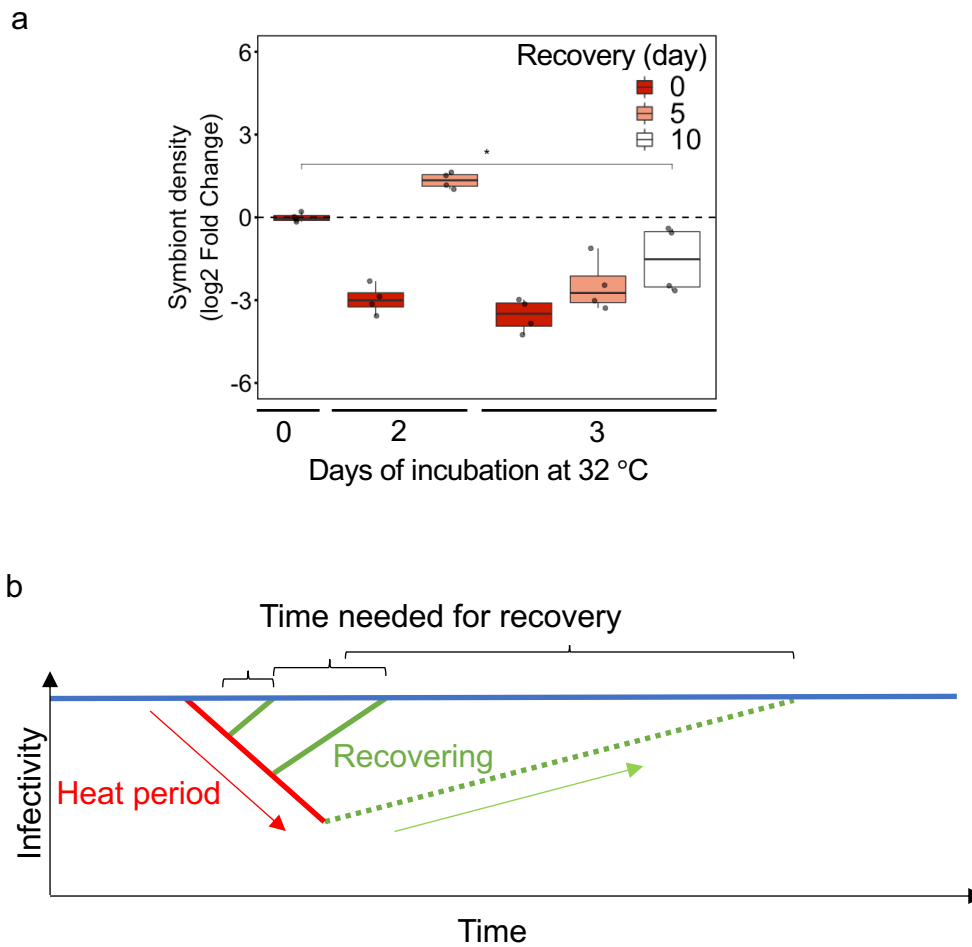 a
6
3
0
-3
-6
Symbiont density
(log2 Fold Change)
Recovery (day)
0
5
10
*
0
2
3
Days of incubation at 32 °C
b
Time needed for recovery
Infectivity
Heat period
Recovering
Time